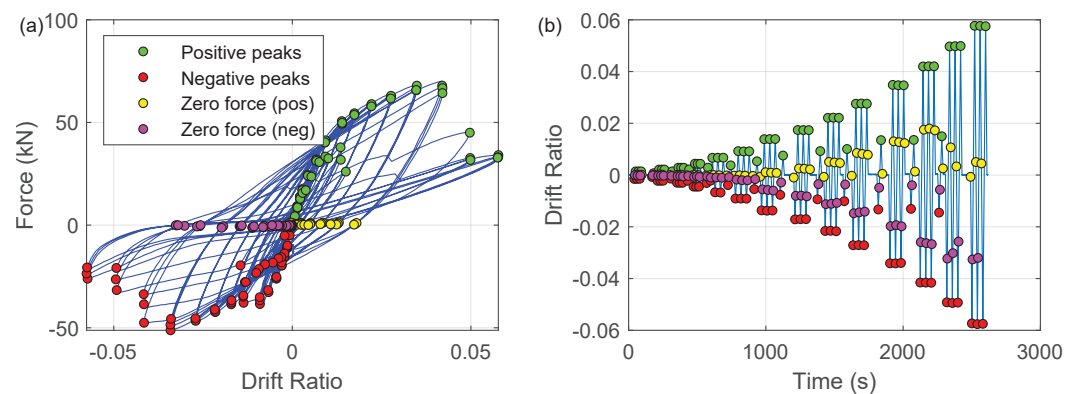 (a)
100
50
0
-50
-0.05
0
0.05
Force (kN)
Drift Ratio
Positive peaks
Negative peaks
Zero force (pos)
Zero force (neg)
(b)
0.06
0.04
0.02
0
-0.02
-0.04
-0.06
0
1000
2000
3000
Drift Ratio
Time (s)